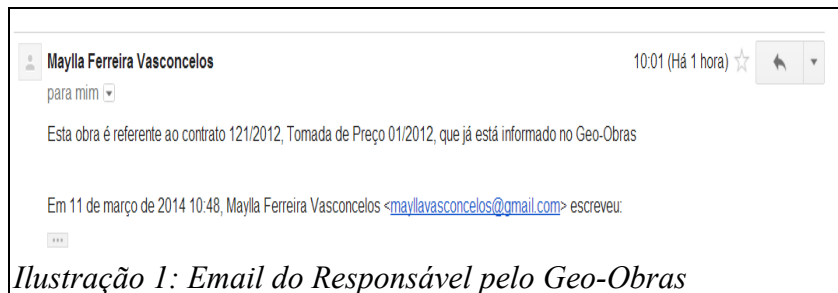 Maylla Ferreira Vasconcelos 10:01 (Há 1 hora)
para mim
Esta obra é referente ao contrato 121/2012, Tomada de Preço 01/2012, que já está informado no Geo-Obras
Em 11 de março de 2014 10:48, Maylla Ferreira Vasconcelos <mayllavasconcelos@gmail.com> escreveu:
...
Ilustração 1: Email do Responsável pelo Geo-Obras